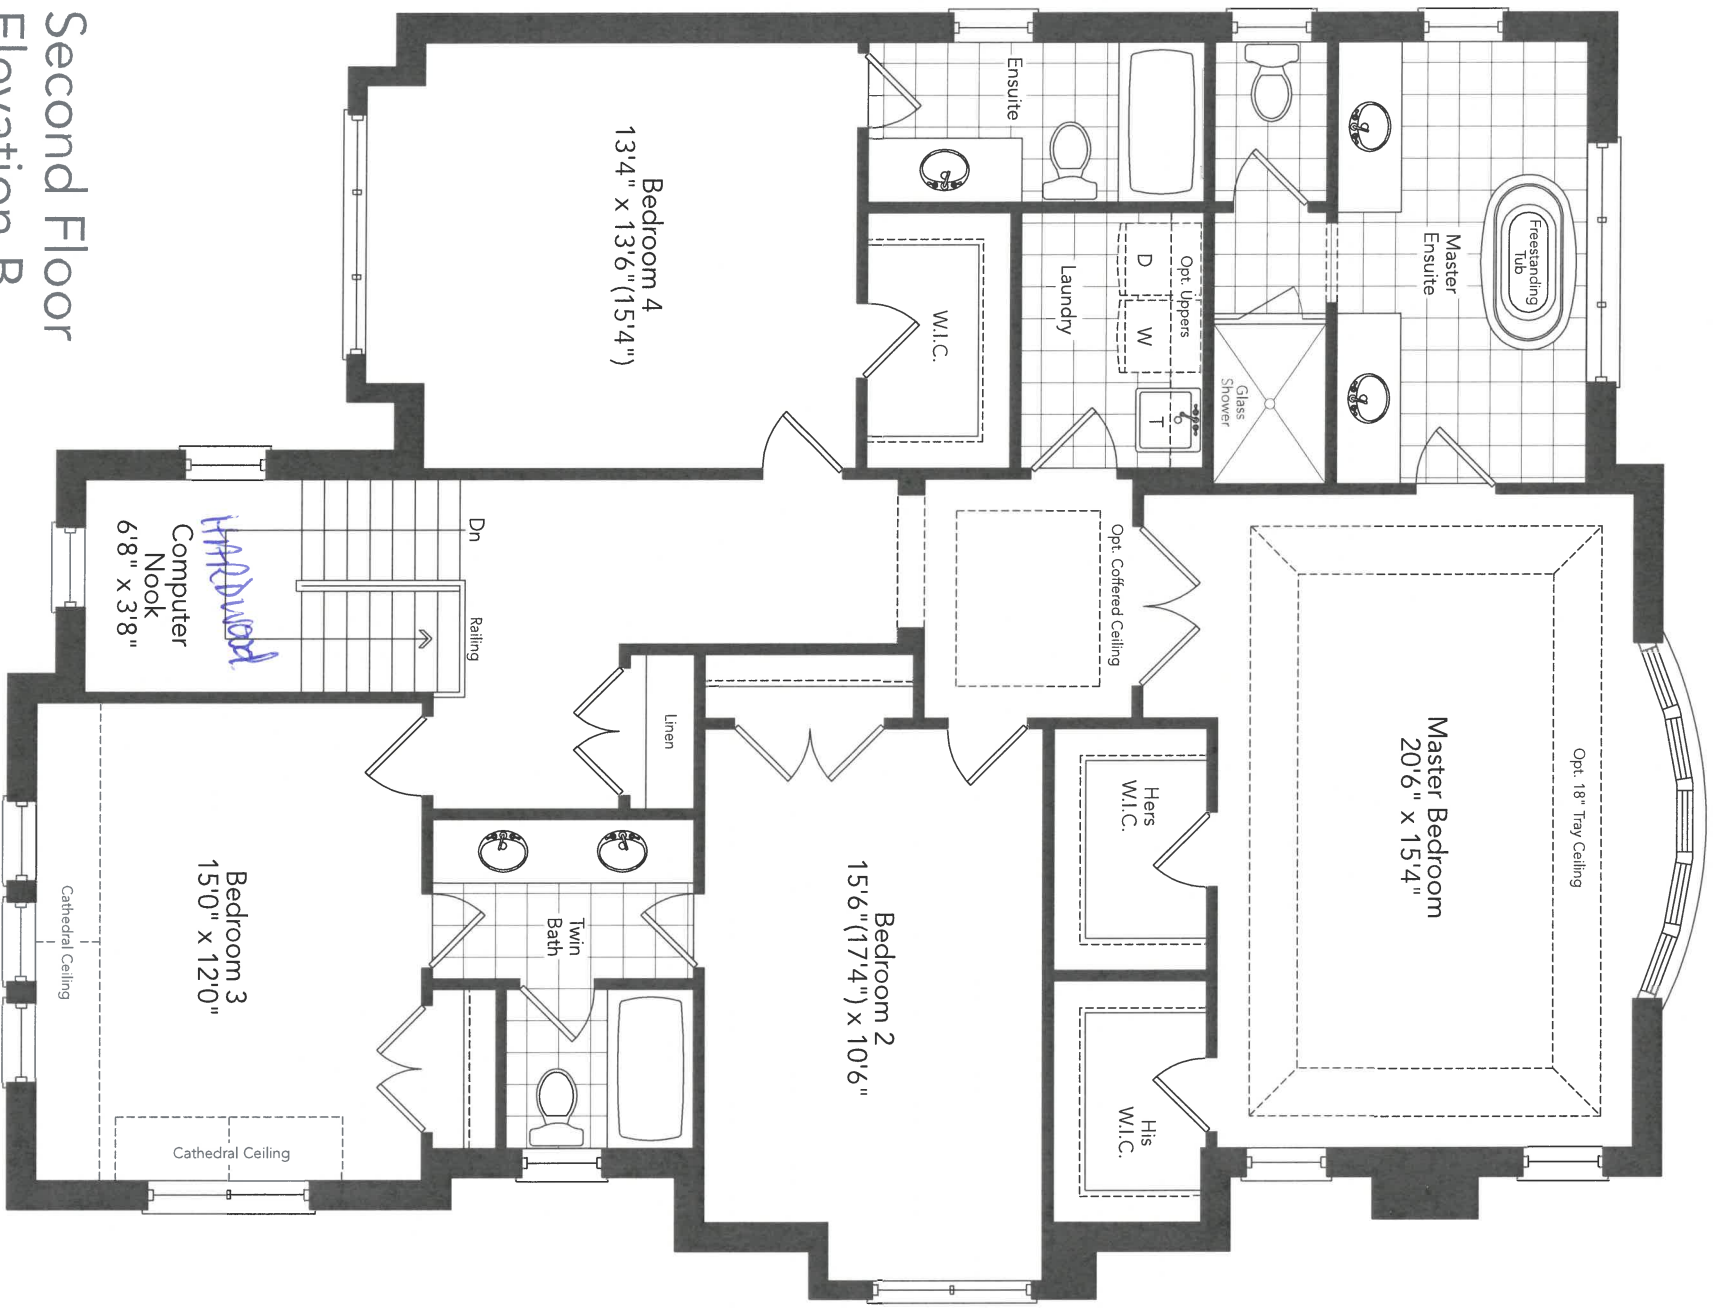 Second Floor
Elevation B
Ensuite
Bedroom 4
13'4" x 13'6"(15'4")
W.I.C.
Laundry
D
W
Opt. Uppers
T
Glass
Shower
Master
Ensuite
Freestanding
Tub
Dn
Railing
HARDWOOD
Computer
Nook
6'8" x 3'8"
Opt. Coffered Ceiling
Linen
Master Bedroom
20'6" x 15'4"
Opt. 18" Tray Ceiling
Hers
W.I.C.
His
W.I.C.
Bedroom 2
15'6"(17'4") x 10'6"
Twin
Bath
Bedroom 3
15'0" x 12'0"
Cathedral Ceiling
Cathedral Ceiling